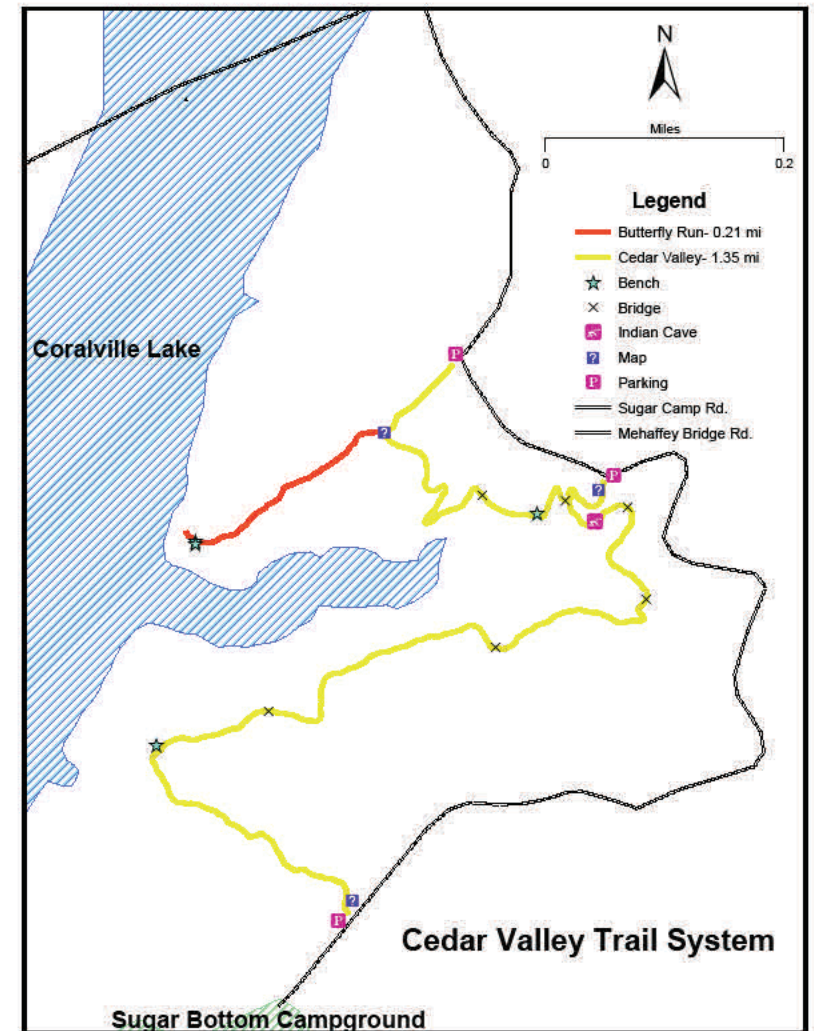 N
Miles
0 0.2
Legend
Butterfly Run- 0.21 mi
Cedar Valley- 1.35 mi
Bench
Bridge
Indian Cave
? Map
P Parking
Sugar Camp Rd.
Mehaffey Bridge Rd.
Coralville Lake
P
?
P
?
?
P
Cedar Valley Trail System
Sugar Bottom Campground